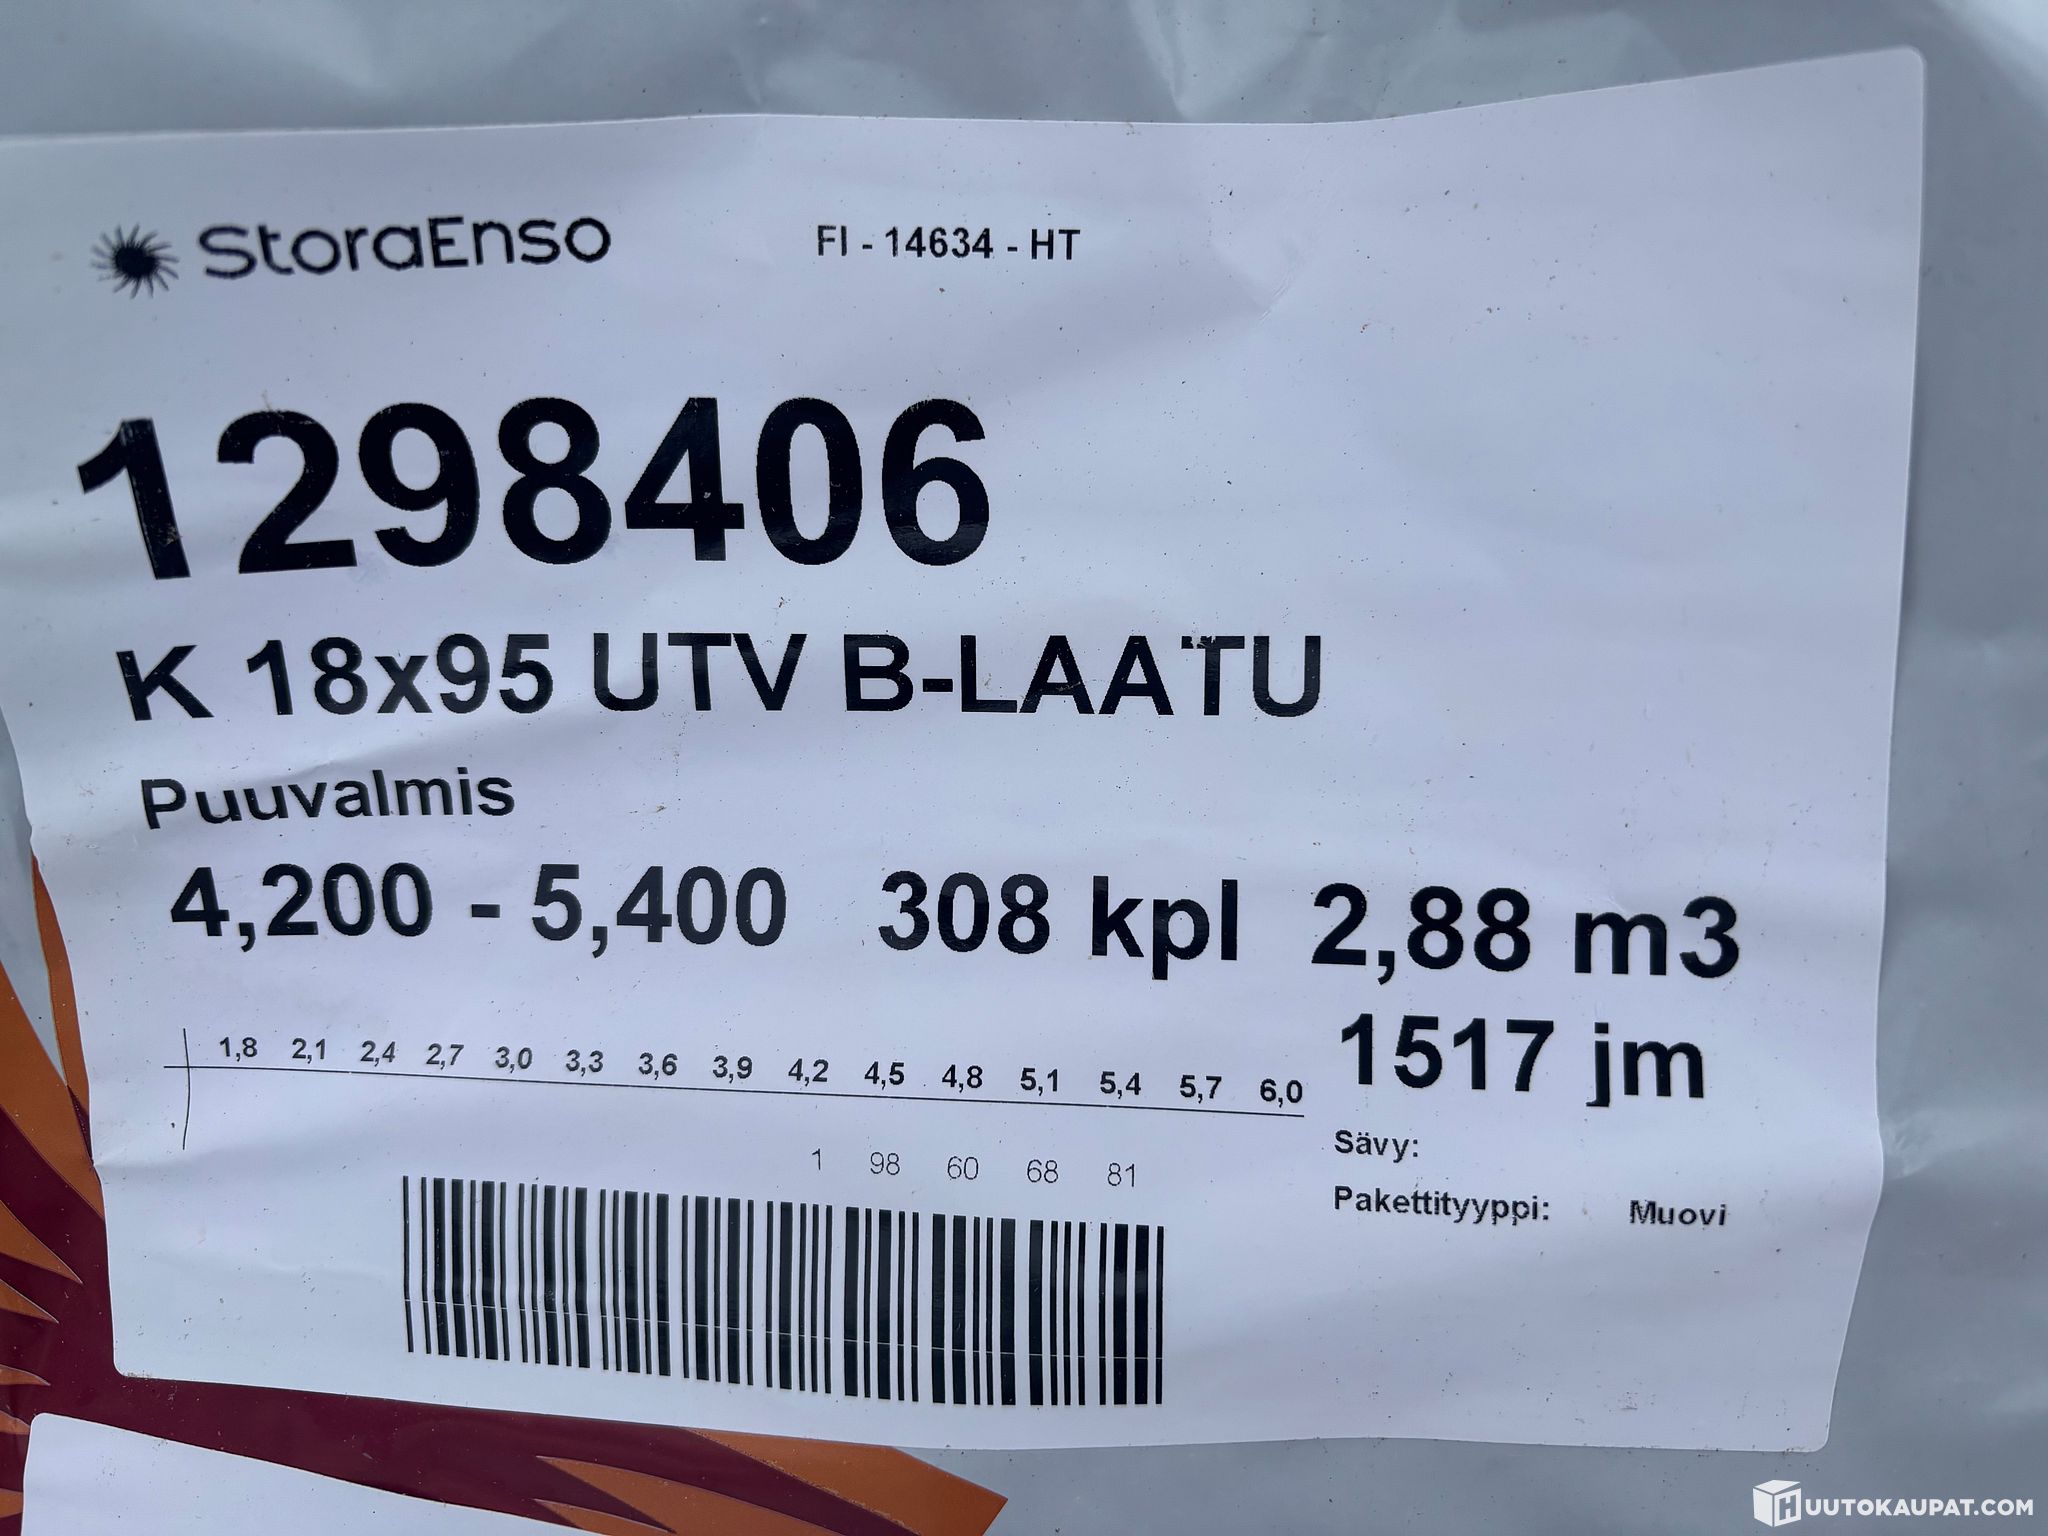 StoraEnso FI - 14634 - HT
1298406
K 18x95 UTV B-LAATU
Puuvalmis
4,200 - 5,400 308 kpl 2,88 m3
1517 jm
1,8 2,1 2,4 2,7 3,0 3,3 3,6 3,9 4,2 4,5 4,8 5,1 5,4 5,7 6,0
1 98 60 68 81
Sävy:
Pakettityyppi: Muovi
HUUTOKAUPAT.COM